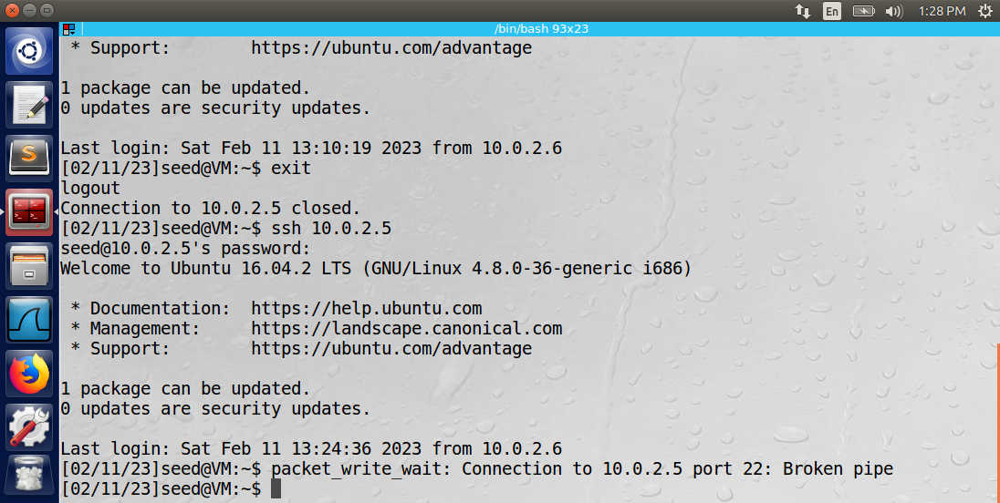 En
1:28 PM
/bin/bash 93x23
* Support:        https://ubuntu.com/advantage
1 package can be updated.
0 updates are security updates.
Last login: Sat Feb 11 13:10:19 2023 from 10.0.2.6
[02/11/23]seed@VM:~$ exit
logout
Connection to 10.0.2.5 closed.
[02/11/23]seed@VM:~$ ssh 10.0.2.5
seed@10.0.2.5's password:
Welcome to Ubuntu 16.04.2 LTS (GNU/Linux 4.8.0-36-generic i686)
* Documentation:  https://help.ubuntu.com
* Management:     https://landscape.canonical.com
* Support:        https://ubuntu.com/advantage
1 package can be updated.
0 updates are security updates.
Last login: Sat Feb 11 13:24:36 2023 from 10.0.2.6
[02/11/23]seed@VM:~$ packet_write_wait: Connection to 10.0.2.5 port 22: Broken pipe
[02/11/23]seed@VM:~$